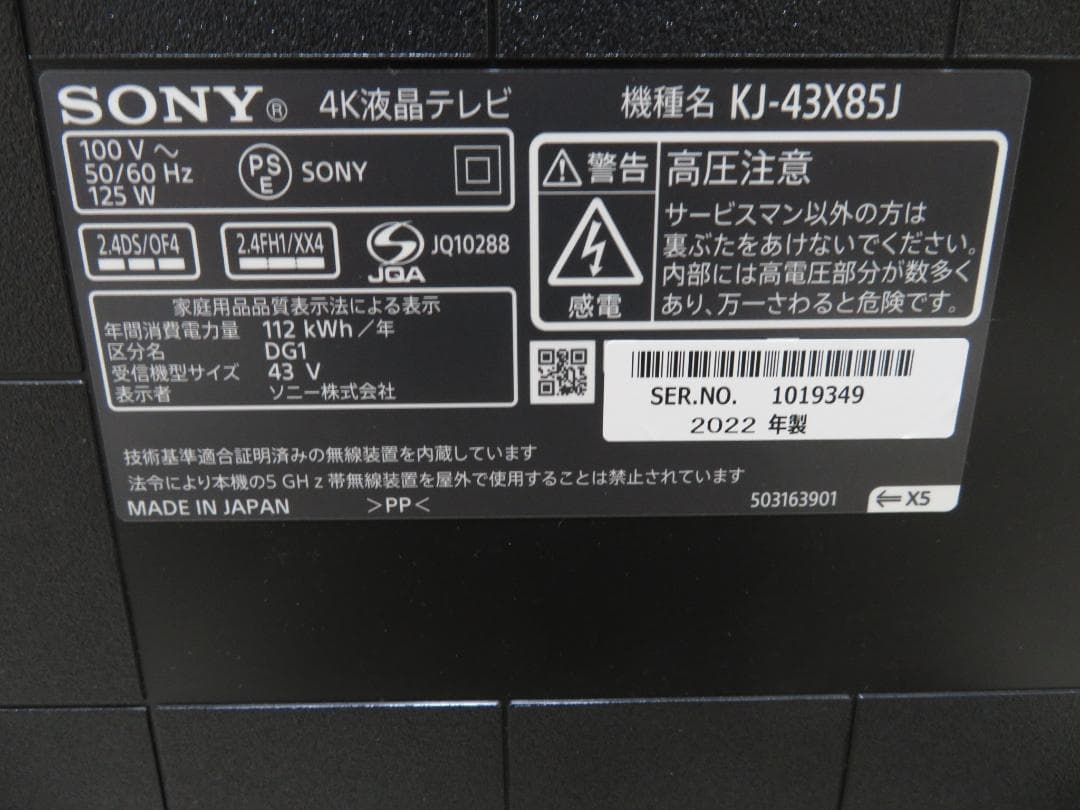 SONY® 4K液晶テレビ 機種名 KJ-43X85J
100 V ～
50/60 Hz
125 W
PSE SONY
2.4DS/OF4
2.4FH1/XX4
JQA JQ10288
家庭用品品質表示法による表示
年間消費電力量 112 kWh／年
区分名 DG1
受信機型サイズ 43 V
表示者 ソニー株式会社
警告
感電
高圧注意
サービスマン以外の方は
裏ぶたをあけないでください。
内部には高電圧部分が数多く
あり、万一さわると危険です。
SER.NO. 1019349
2022 年製
技術基準適合証明済みの無線装置を内蔵しています
法令により本機の5 GHz帯無線装置を屋外で使用することは禁止されています
MADE IN JAPAN >PP< 503163901 ⇐ X5